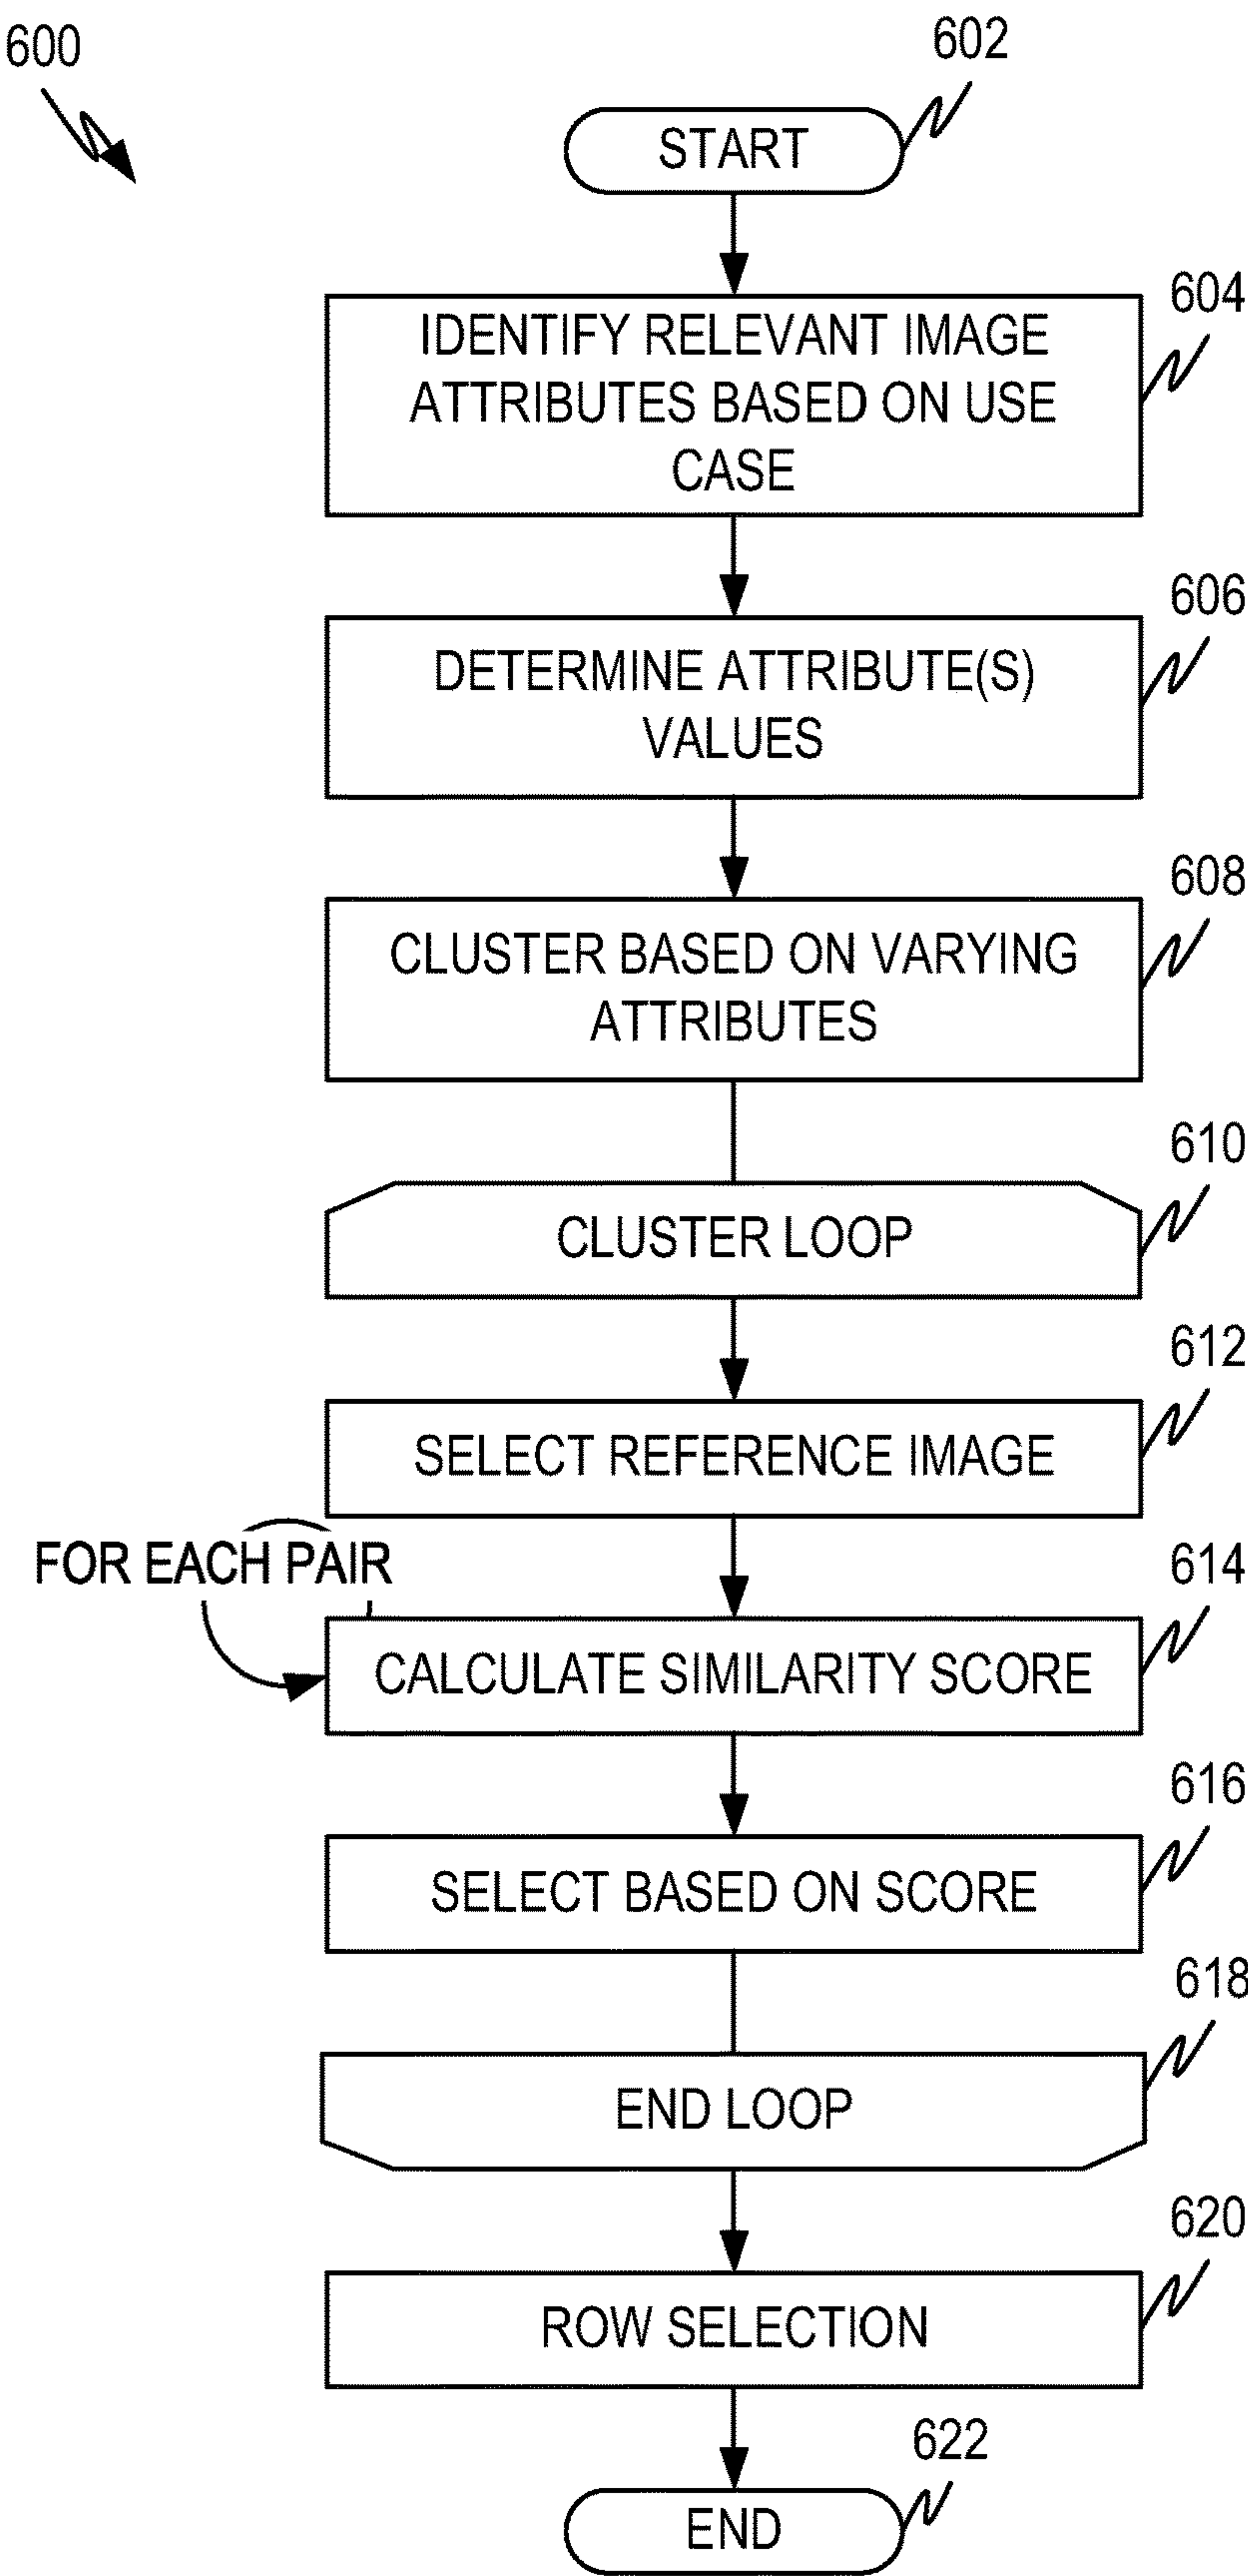 600
602
START
604
IDENTIFY RELEVANT IMAGE
ATTRIBUTES BASED ON USE
CASE
606
DETERMINE ATTRIBUTE(S)
VALUES
608
CLUSTER BASED ON VARYING
ATTRIBUTES
610
CLUSTER LOOP
612
SELECT REFERENCE IMAGE
FOR EACH PAIR
614
CALCULATE SIMILARITY SCORE
616
SELECT BASED ON SCORE
618
END LOOP
620
ROW SELECTION
622
END